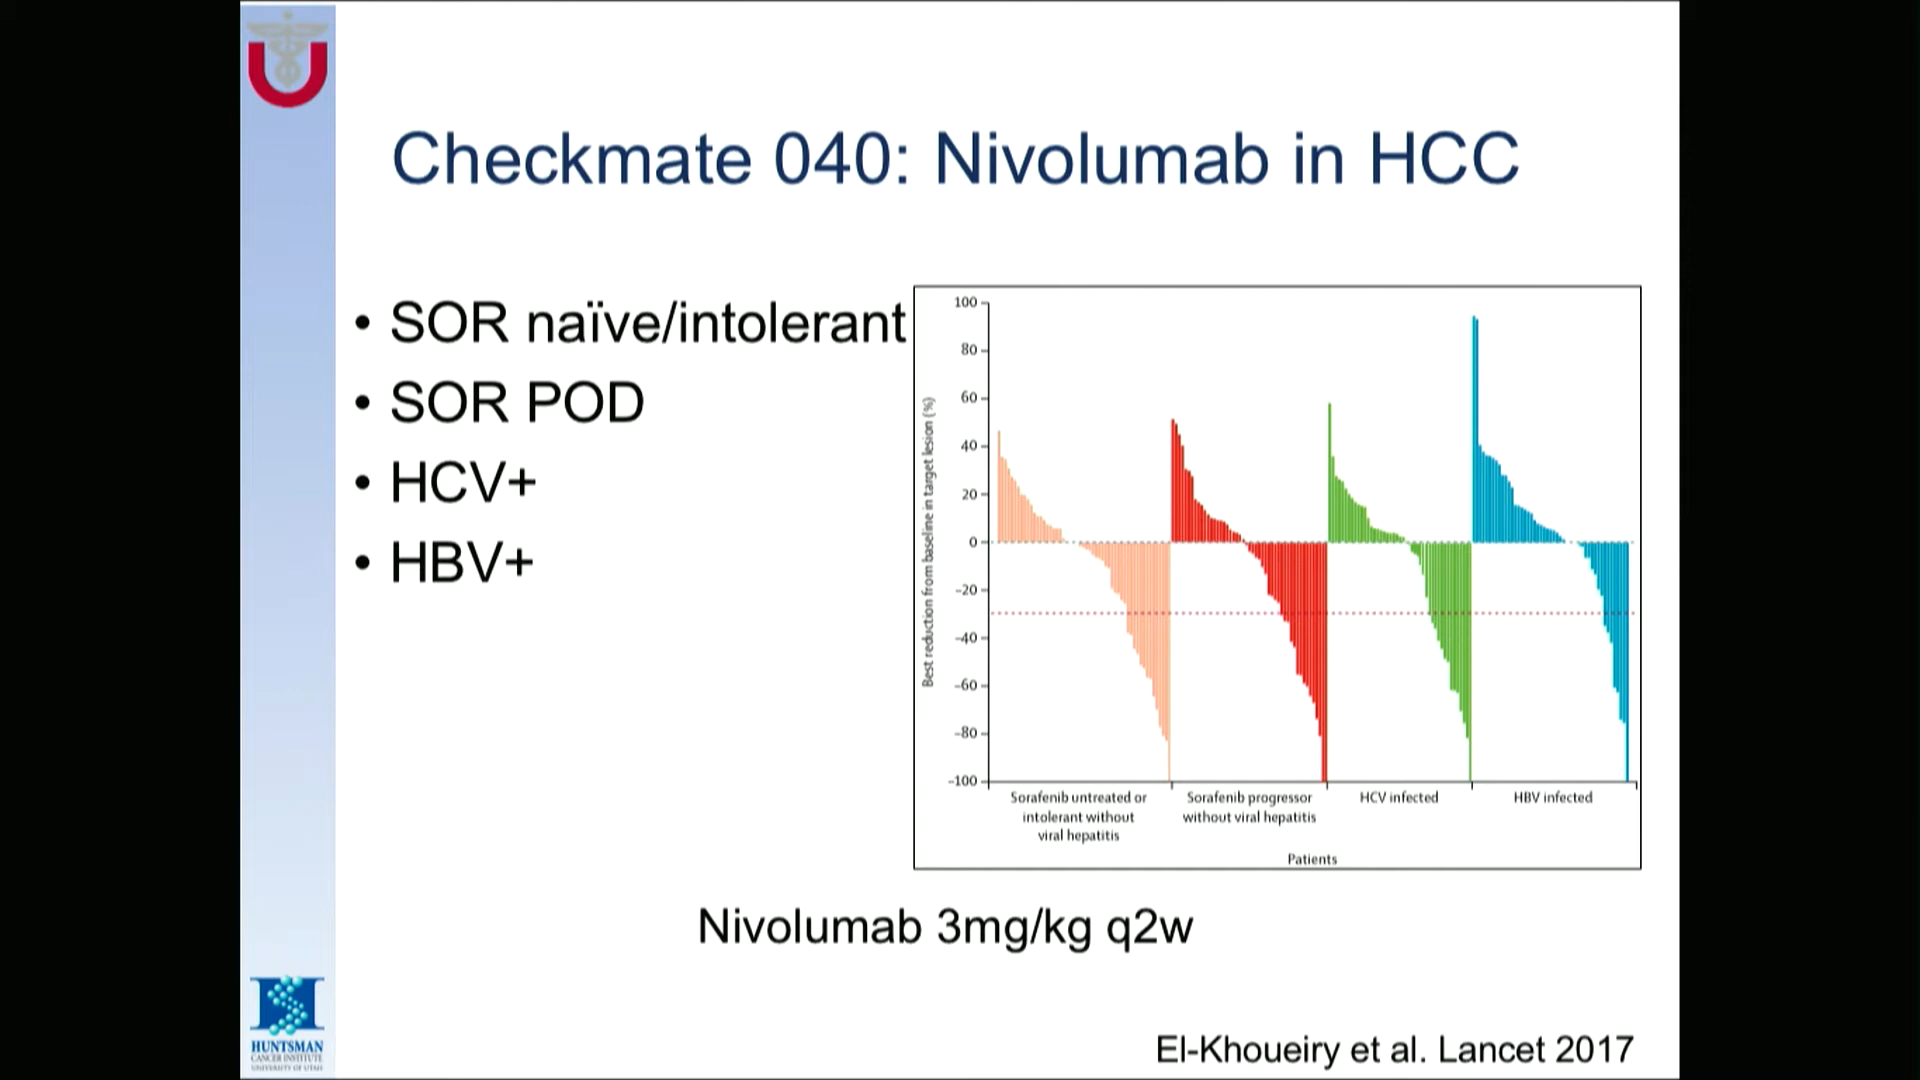 Checkmate 040: Nivolumab in HCC
• SOR naïve/intolerant
• SOR POD
• HCV+
• HBV+
Best reduction from baseline in target lesion (%)
100
80
60
40
20
0
–20
–40
–60
–80
–100
Sorafenib untreated or
intolerant without
viral hepatitis
Sorafenib progressor
without viral hepatitis
HCV infected
HBV infected
Patients
Nivolumab 3mg/kg q2w
El-Khoueiry et al. Lancet 2017
HUNTSMAN
CANCER INSTITUTE
UNIVERSITY OF UTAH